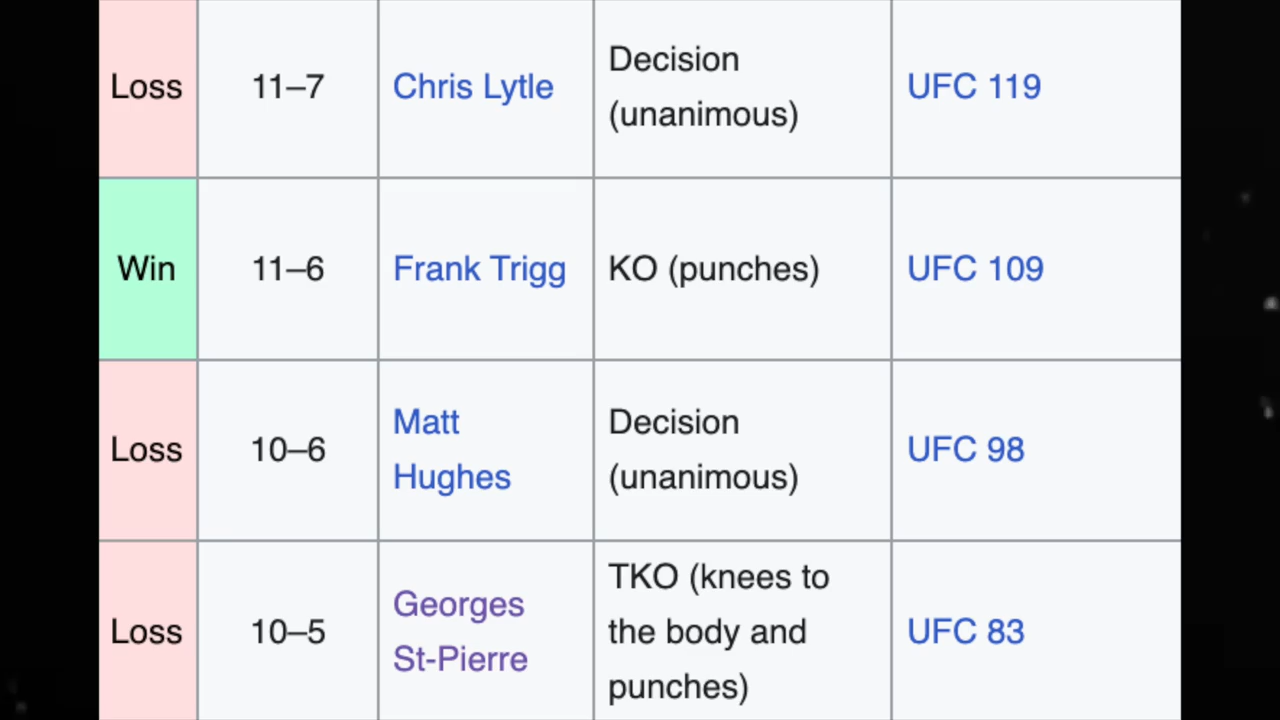 Loss 11–7 Chris Lytle Decision (unanimous) UFC 119
Win 11–6 Frank Trigg KO (punches) UFC 109
Loss 10–6 Matt Hughes Decision (unanimous) UFC 98
Loss 10–5 Georges St-Pierre TKO (knees to the body and punches) UFC 83